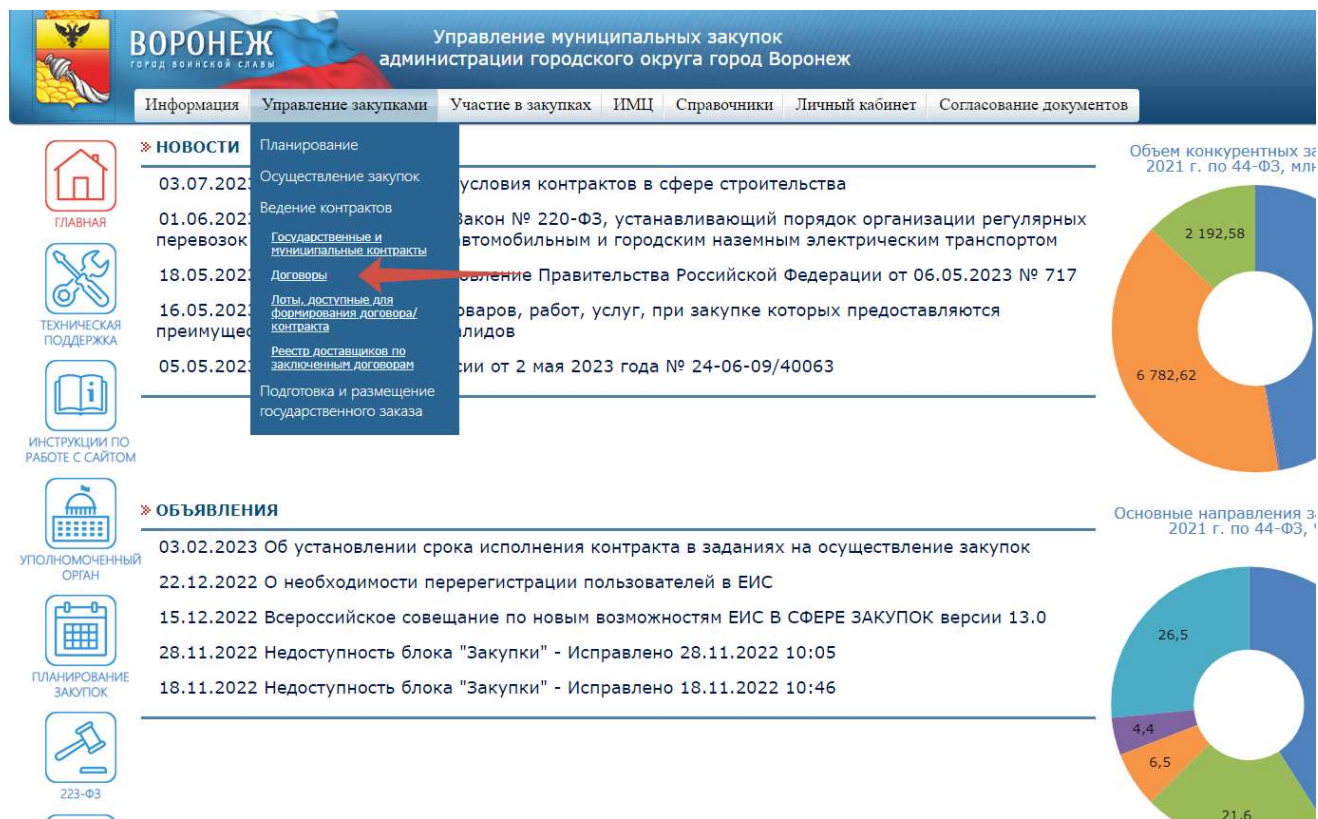 ВОРОНЕЖ
ГОРОД ВОИНСКОЙ СЛАВЫ
Управление муниципальных закупок
администрации городского округа город Воронеж
Информация Управление закупками Участие в закупках ИМЦ Справочники Личный кабинет Согласование документов
ГЛАВНАЯ
ТЕХНИЧЕСКАЯ
ПОДДЕРЖКА
ИНСТРУКЦИИ ПО
РАБОТЕ С САЙТОМ
УПОЛНОМОЧЕННЫЙ
ОРГАН
ПЛАНИРОВАНИЕ
ЗАКУПОК
223-ФЗ
Планирование
Осуществление закупок
Ведение контрактов
Государственные и
муниципальные контракты
Договоры
Лоты, доступные для
формирования договора/
контракта
Реестр доставщиков по
заключенным договорам
Подготовка и размещение
государственного заказа
» НОВОСТИ
03.07.202 условия контрактов в сфере строительства
01.06.202 Закон № 220-ФЗ, устанавливающий порядок организации регулярных
перевозок автомобильным и городским наземным электрическим транспортом
18.05.202 овление Правительства Российской Федерации от 06.05.2023 № 717
16.05.202 оваров, работ, услуг, при закупке которых предоставляются
преимущес алидов
05.05.202 сии от 2 мая 2023 года № 24-06-09/40063
» ОБЪЯВЛЕНИЯ
03.02.2023 Об установлении срока исполнения контракта в заданиях на осуществление закупок
22.12.2022 О необходимости перерегистрации пользователей в ЕИС
15.12.2022 Всероссийское совещание по новым возможностям ЕИС В СФЕРЕ ЗАКУПОК версии 13.0
28.11.2022 Недоступность блока "Закупки" - Исправлено 28.11.2022 10:05
18.11.2022 Недоступность блока "Закупки" - Исправлено 18.11.2022 10:46
Объем конкурентных за
2021 г. по 44-ФЗ, млн
2 192,58
6 782,62
Основные направления за
2021 г. по 44-ФЗ,
26,5
4,4
6,5
21,6